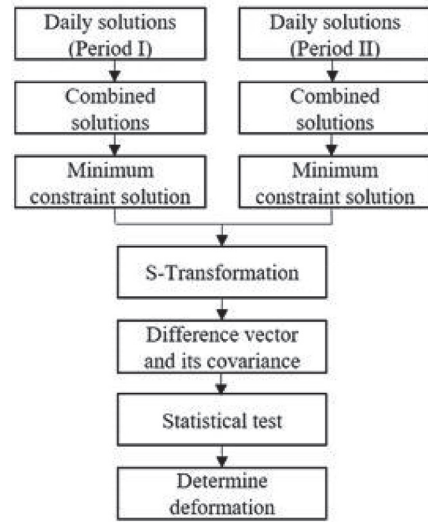 Daily solutions
(Period I)
Daily solutions
(Period II)
Combined
solutions
Combined
solutions
Minimum
constraint solution
Minimum
constraint solution
S-Transformation
Difference vector
and its covariance
Statistical test
Determine
deformation